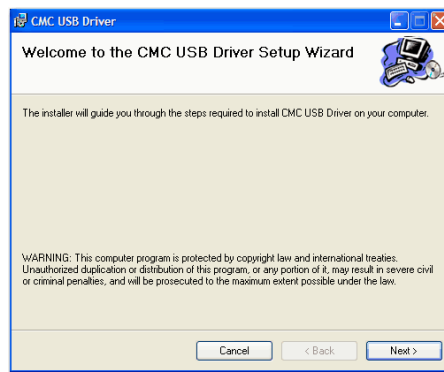 CMC USB Driver
Welcome to the CMC USB Driver Setup Wizard
The installer will guide you through the steps required to install CMC USB Driver on your computer.
WARNING: This computer program is protected by copyright law and international treaties.
Unauthorized duplication or distribution of this program, or any portion of it, may result in severe civil
or criminal penalties, and will be prosecuted to the maximum extent possible under the law.
Cancel
< Back
Next >